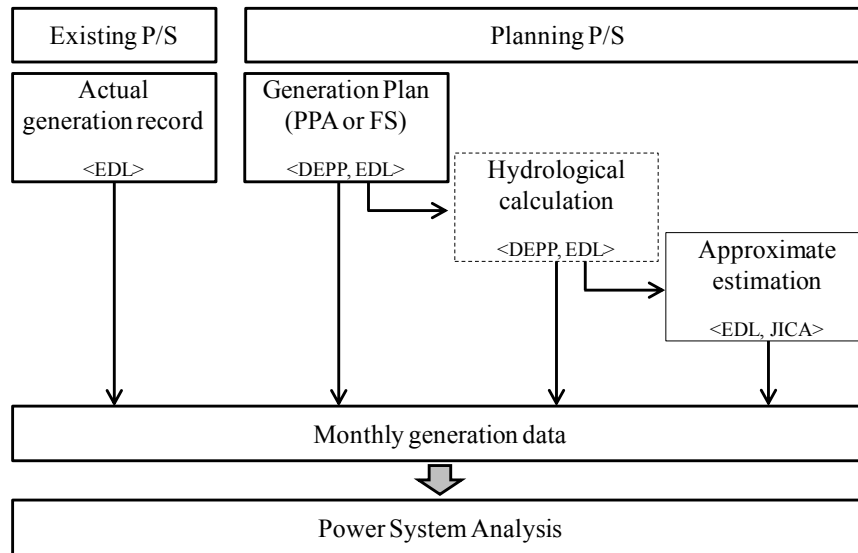 Existing P/S
Planning P/S
Actual
generation record
<EDL>
Generation Plan
(PPA or FS)
<DEPP, EDL>
Hydrological
calculation
<DEPP, EDL>
Approximate
estimation
<EDL, JICA>
Monthly generation data
Power System Analysis